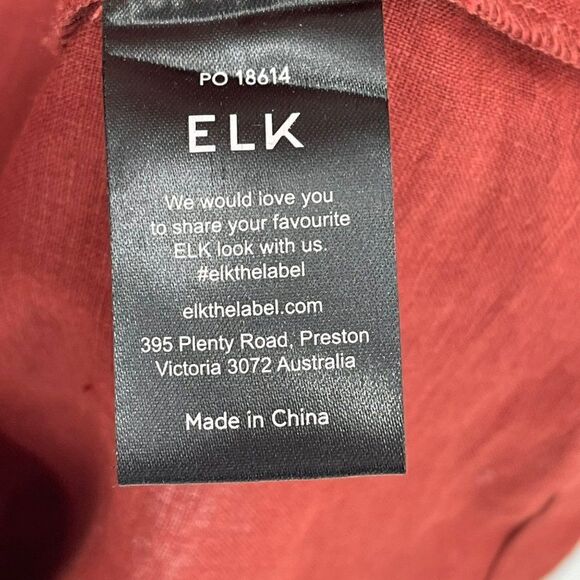 PO 18614
ELK
We would love you
to share your favourite
ELK look with us.
#elkthelabel
elkthelabel.com
395 Plenty Road, Preston
Victoria 3072 Australia
Made in China